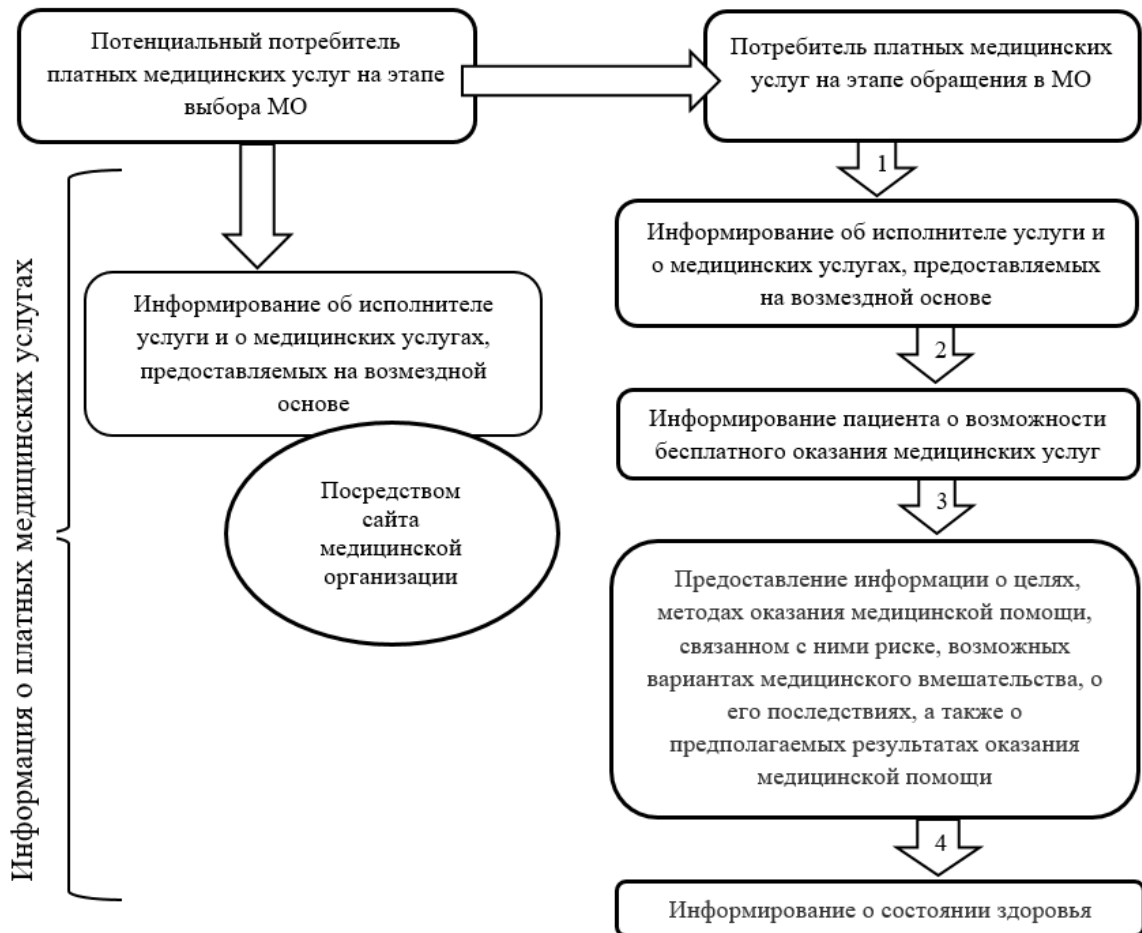 Потенциальный потребитель
платных медицинских услуг на этапе
выбора МО
Потребитель платных медицинских
услуг на этапе обращения в МО
1
Информирование об исполнителе услуги и
о медицинских услугах, предоставляемых
на возмездной основе
2
Информирование пациента о возможности
бесплатного оказания медицинских услуг
3
Предоставление информации о целях,
методах оказания медицинской помощи,
связанном с ними риске, возможных
вариантах медицинского вмешательства, о
его последствиях, а также о
предполагаемых результатах оказания
медицинской помощи
4
Информирование о состоянии здоровья
Информация о платных медицинских услугах
Информирование об исполнителе
услуги и о медицинских услугах,
предоставляемых на возмездной
основе
Посредством
сайта
медицинской
организации